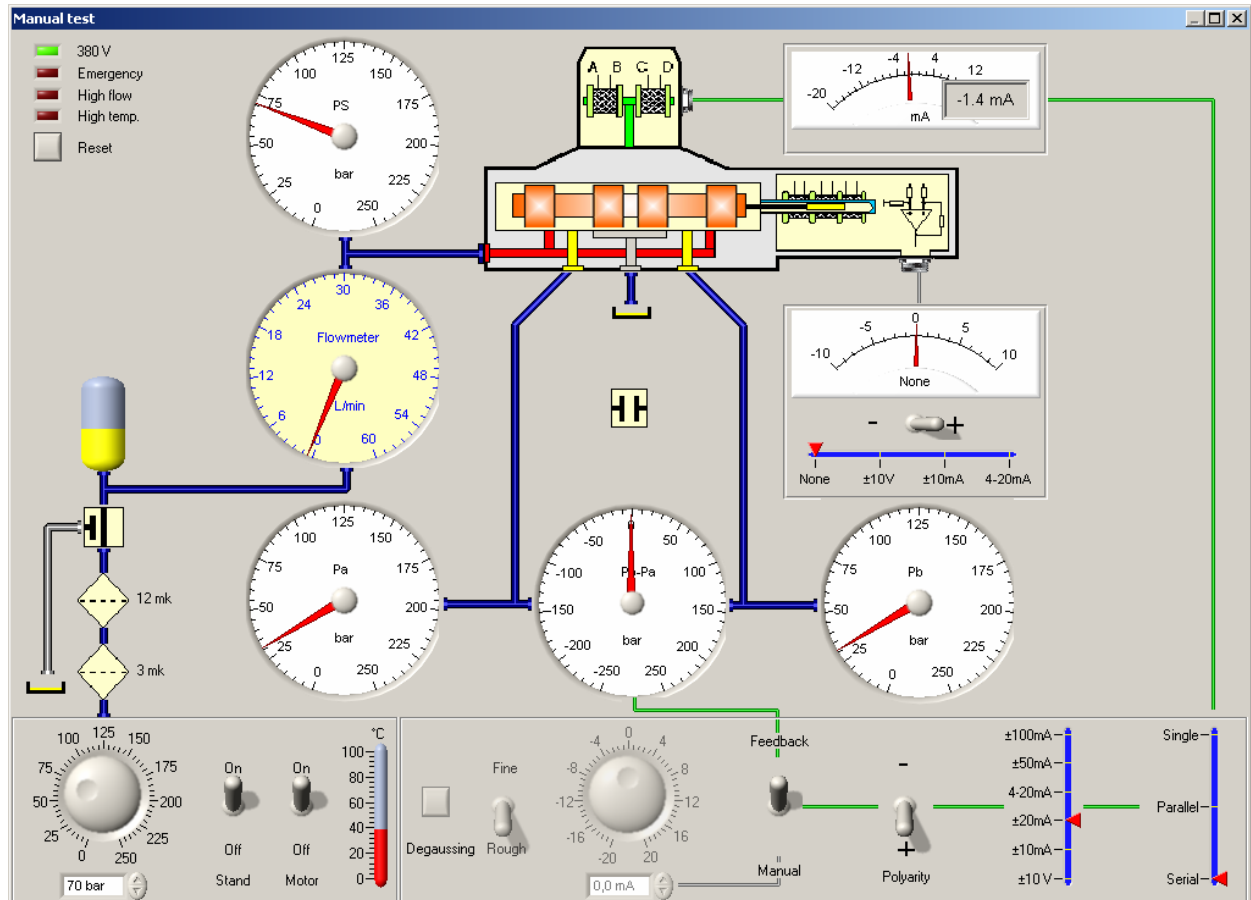 Manual test
380 V
Emergency
High flow
High temp.
Reset
0 25 50 75 100 125 150 175 200 225 250
PS
bar
A B C D
-20 -12 -4 4 12
-1.4 mA
mA
0 6 12 18 24 30 36 42 48 54 60
Flowmeter
L/min
-10 -5 0 5 10
None
- +
None ±10V ±10mA 4-20mA
12 mk
3 mk
0 25 50 75 100 125 150 175 200 225 250
Pa
bar
-250 -200 -150 -100 -50 0 50 100 150 200 250
Pb-Pa
bar
0 25 50 75 100 125 150 175 200 225 250
Pb
bar
0 25 50 75 100 125 150 175 200 225 250
70 bar
On On
Off Off
Stand Motor
°C
100
80
60
40
20
0
Degaussing
Fine
Rough
-20 -16 -12 -8 -4 0 4 8 12 16 20
0,0 mA
Feedback
Manual
-
+
Polyarity
±100mA
±50mA
4-20mA
±20mA
±10mA
±10 V
Single
Parallel
Serial